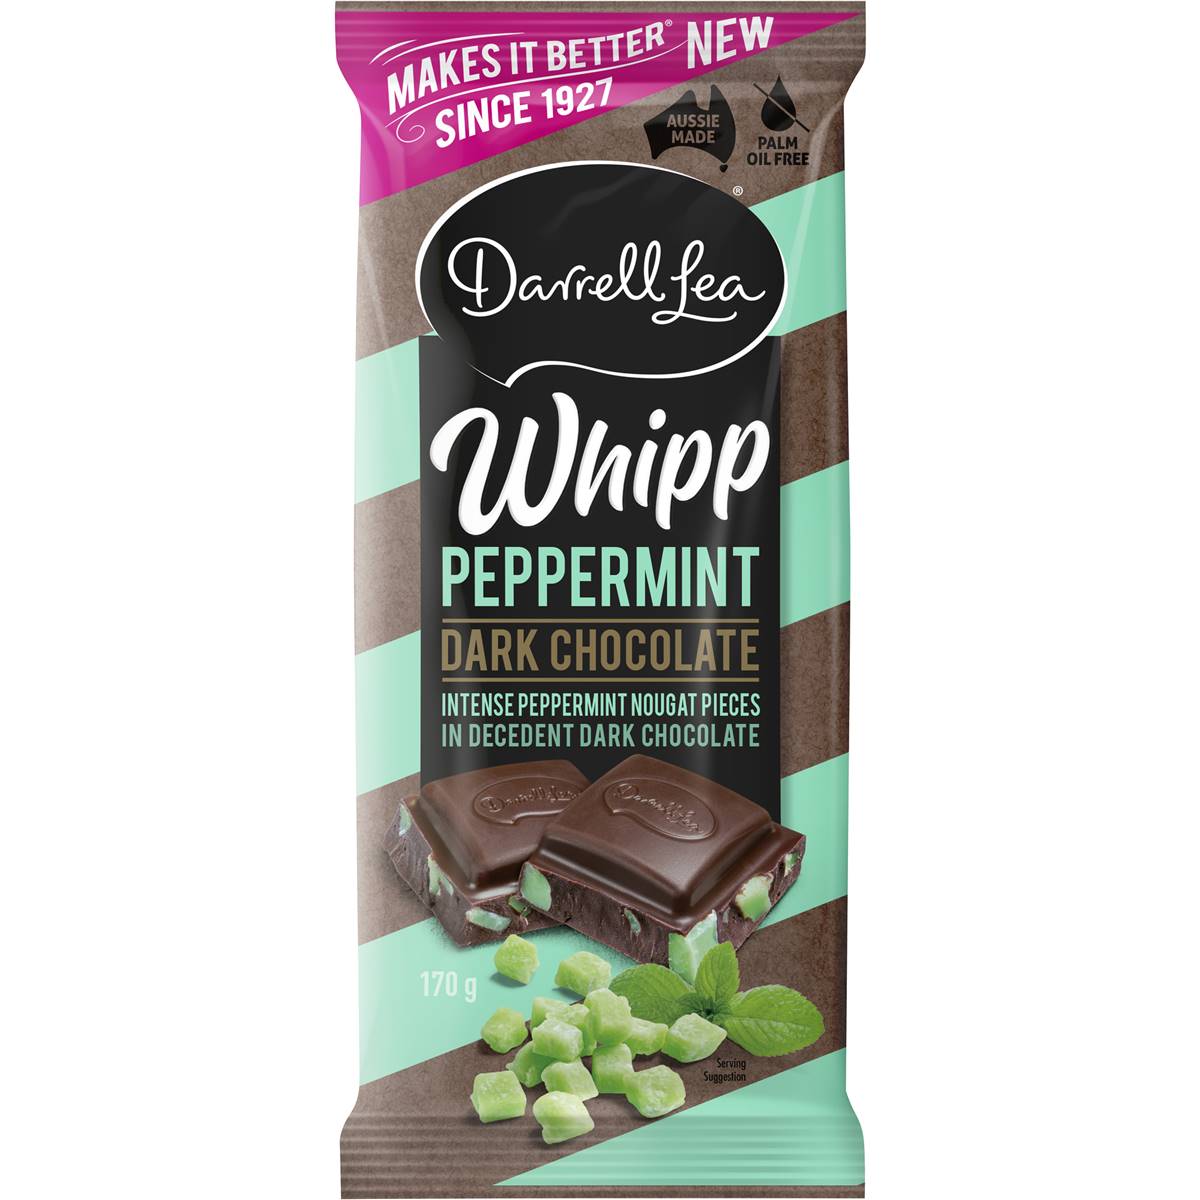 MAKES IT BETTER® NEW
SINCE 1927
AUSSIE
MADE
PALM
OIL FREE
Darrell Lea®
Whipp
PEPPERMINT
DARK CHOCOLATE
INTENSE PEPPERMINT NOUGAT PIECES
IN DECEDENT DARK CHOCOLATE
Darrell Lea
Darrell Lea
170 g
Serving
Suggestion